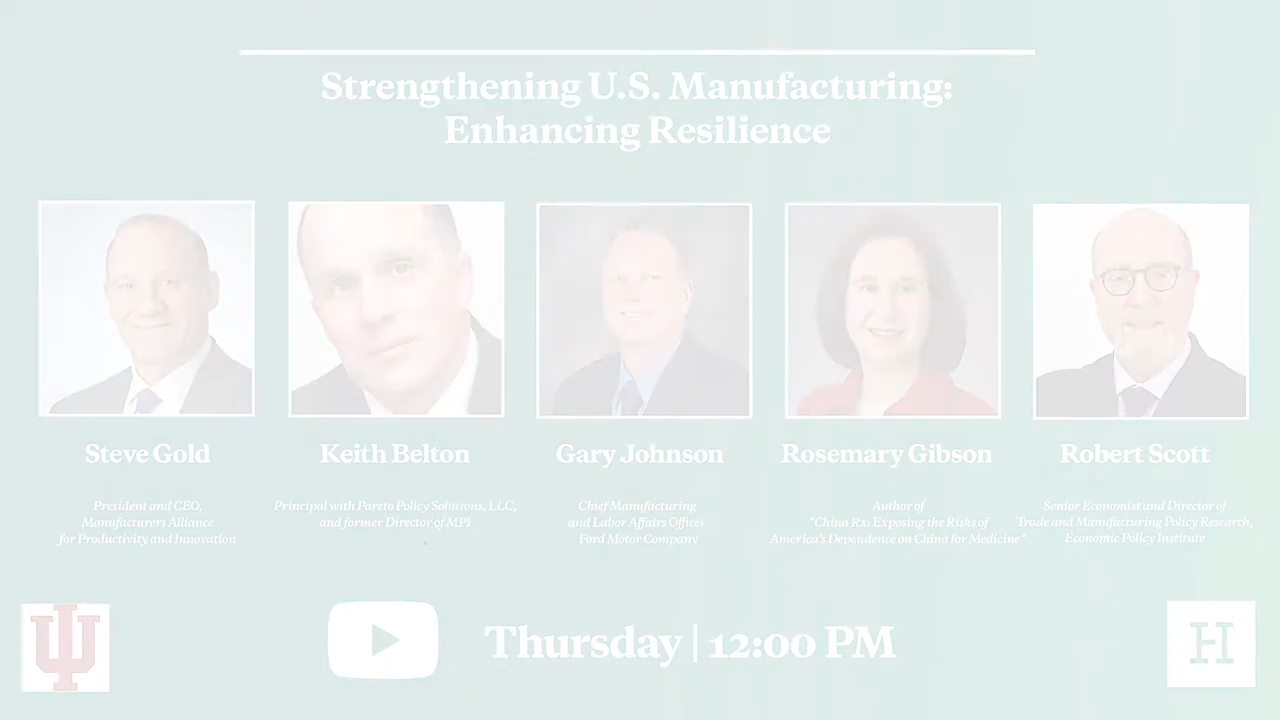 Strengthening U.S. Manufacturing:
Enhancing Resilience
Steve Gold
President and CEO,
Manufacturers Alliance
for Productivity and Innovation
Keith Belton
Principal with Pareto Policy Solutions, LLC,
and former Director of MPI
Gary Johnson
Chief Manufacturing
and Labor Affairs Officer
Ford Motor Company
Rosemary Gibson
Author of
"China Rx: Exposing the Risks of
America's Dependence on China for Medicine"
Robert Scott
Senior Economist and Director of
Trade and Manufacturing Policy Research,
Economic Policy Institute
Thursday | 12:00 PM
H